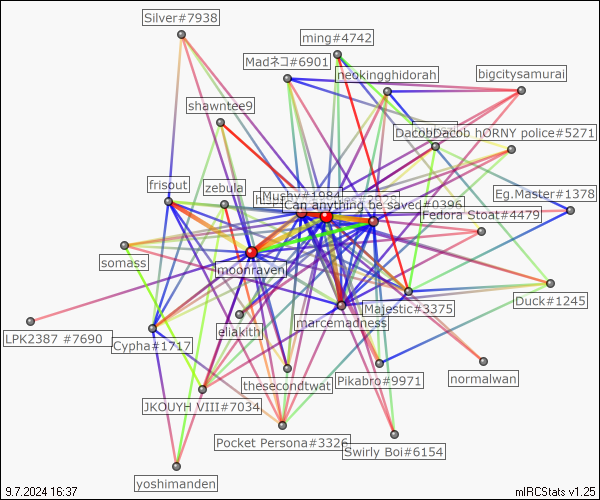 Silver#7938
ming#4742
Madネコ#6901
neokingghidorah
bigcitysamurai
shawntee9
DacobDacob hORNY police#5271
frisout
zebula
Mushy#1984
Eg.Master#1378
Can anything be saved#0396
Fedora Stoat#4479
somass
moonraven
Duck#1245
eliakith
Majestic#3375
marcemadness
LPK2387 #7690
Cypha#1717
thesecondtwat
Pikabro#9971
normalwan
JKOUYH VIII#7034
Pocket Persona#3326
Swirly Boi#6154
yoshimanden
9.7.2024 16:37
mIRCStats v1.25